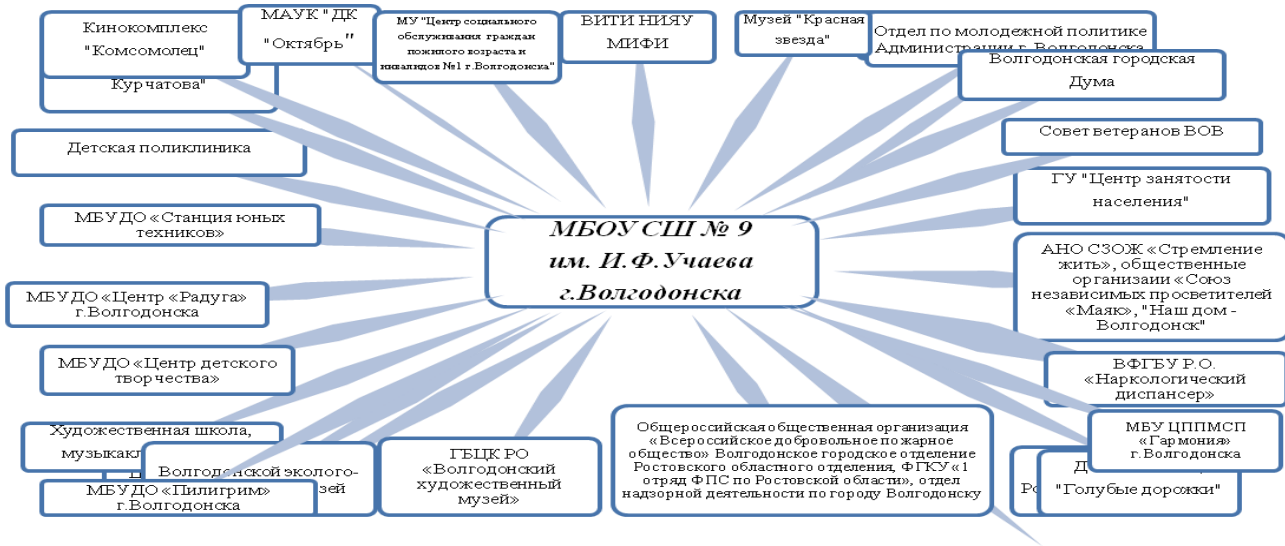 Кинокомплекс
"Комсомолец"
Курчатова"
МАУК "ДК
"Октябрь"
МУ "Центр социального
обслуживания граждан
пожилого возраста и
инвалидов №1 г.Волгодонска"
ВИТИ НИЯУ
МИФИ
Музей "Красная
звезда"
Отдел по молодежной политике
Администрации г. Волгодонска
Волгодонская городская
Дума
Детская поликлиника
Совет ветеранов ВОВ
ГУ "Центр занятости
населения"
МБУДО «Станция юных
техников»
МБОУ СШ № 9
им. И.Ф.Учаева
г.Волгодонска
АНО СЗОЖ «Стремление
жить», общественные
организаии «Союз
независимых просветителей
«Маяк», "Наш дом -
Волгодонск"
МБУДО «Центр «Радуга»
г.Волгодонска
МБУДО «Центр детского
творчества»
ВФГБУ Р.О.
«Наркологический
диспансер»
Художественная школа,
Волгодонской эколого-
МБУДО «Пилигрим»
г.Волгодонска
ГБЦК РО
«Волгодонский
художественный
музей»
Общероссийская общественная организация
«Всероссийское добровольное пожарное
общество» Волгодонское городское отделение
Ростовского областного отделения, ФГКУ «1
отряд ФПС по Ростовской области», отдел
надзорной деятельности по городу Волгодонску
МБУ ЦППМСП
«Гармония»
г.Волгодонска
"Голубые дорожки"